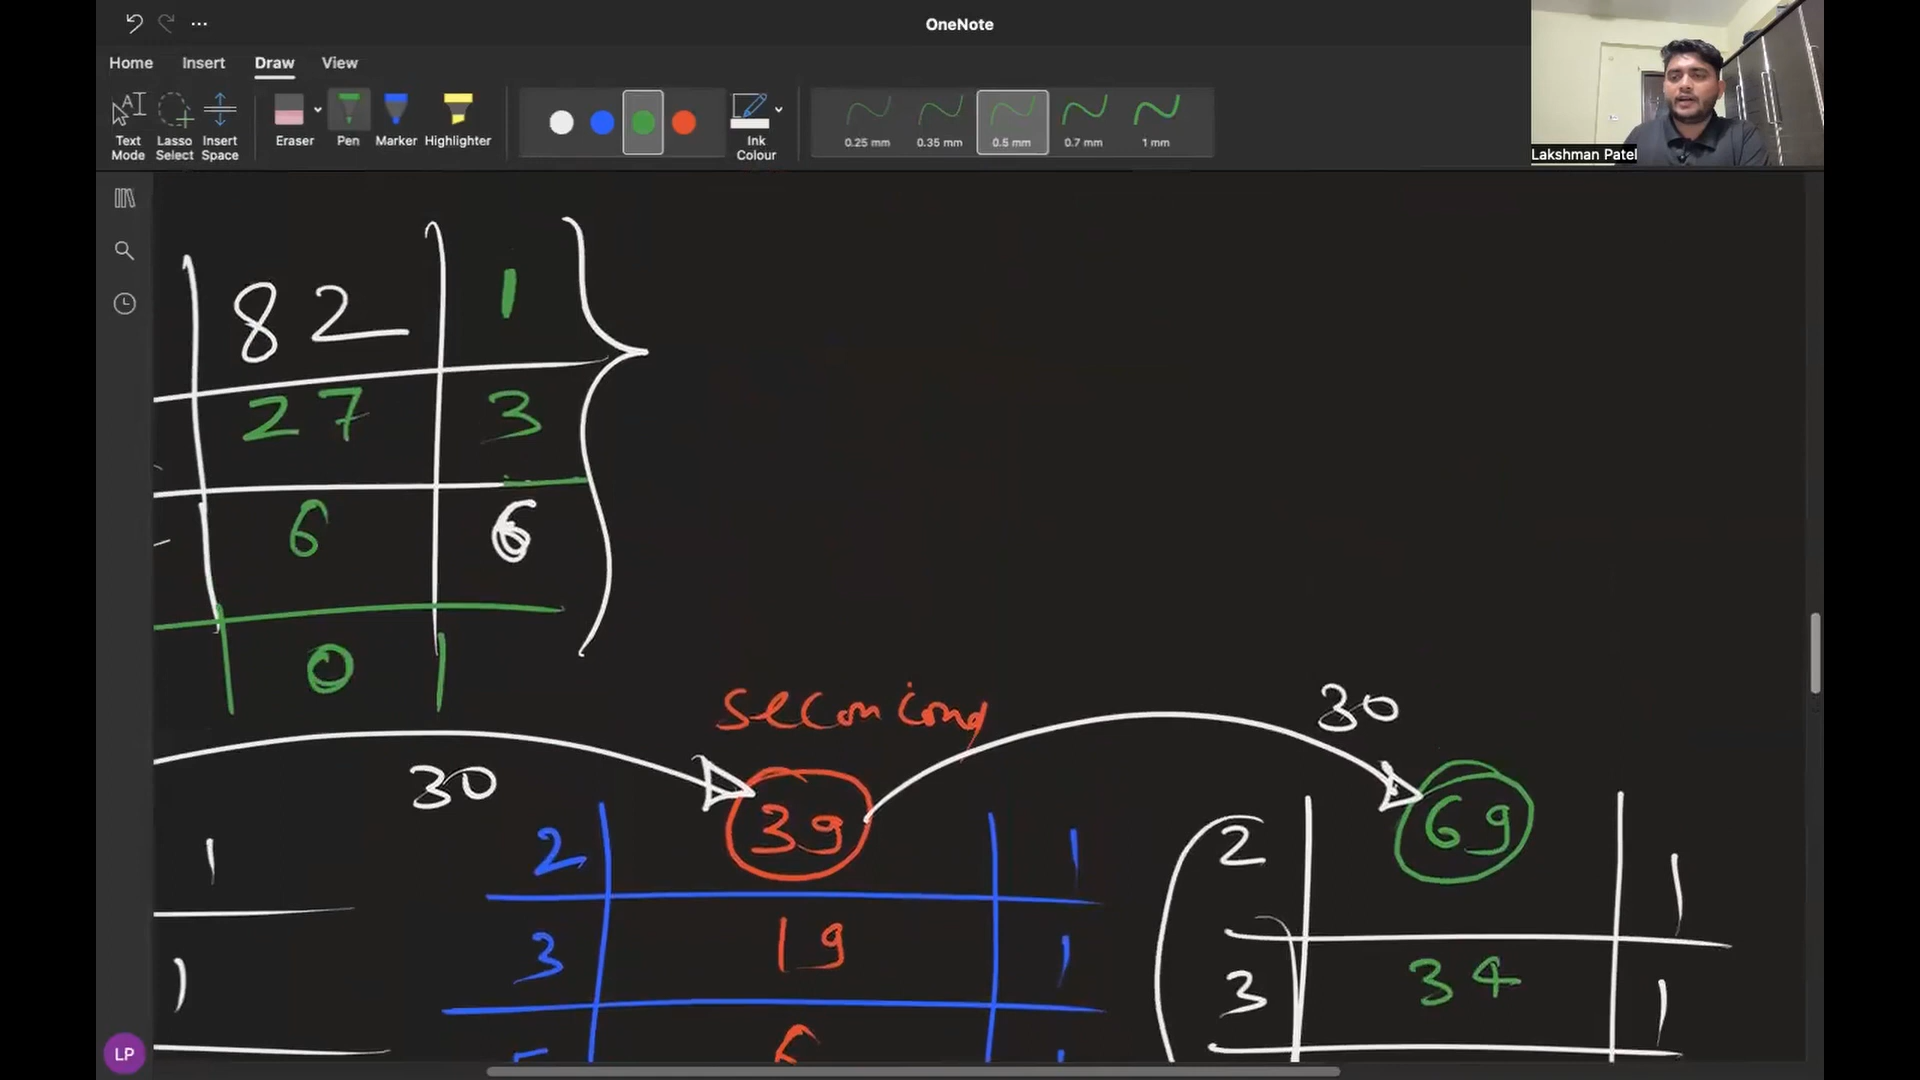 OneNote
Home Insert Draw View
Text Mode
Lasso Select
Insert Space
Eraser
Pen
Marker
Highlighter
Ink Colour
0.25 mm
0.35 mm
0.5 mm
0.7 mm
1 mm
Lakshman Patel
82 1
27 3
6 6
0
30
30
2 39 1
3 19 1
1
1
2 69 1
3 34 1
LP